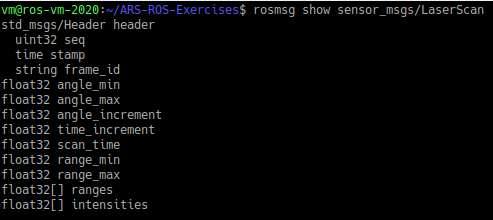 vm@ros-vm-2020:~/ARS-ROS-Exercises$ rosmsg show sensor_msgs/LaserScan
std_msgs/Header header
  uint32 seq
  time stamp
  string frame_id
float32 angle_min
float32 angle_max
float32 angle_increment
float32 time_increment
float32 scan_time
float32 range_min
float32 range_max
float32[] ranges
float32[] intensities